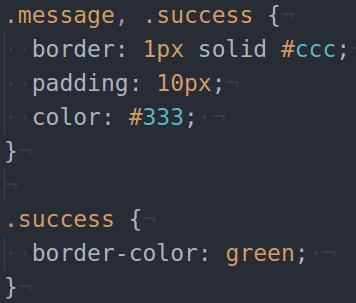 .message, .success {
  border: 1px solid #ccc;
  padding: 10px;
  color: #333;
}

.success {
  border-color: green;
}